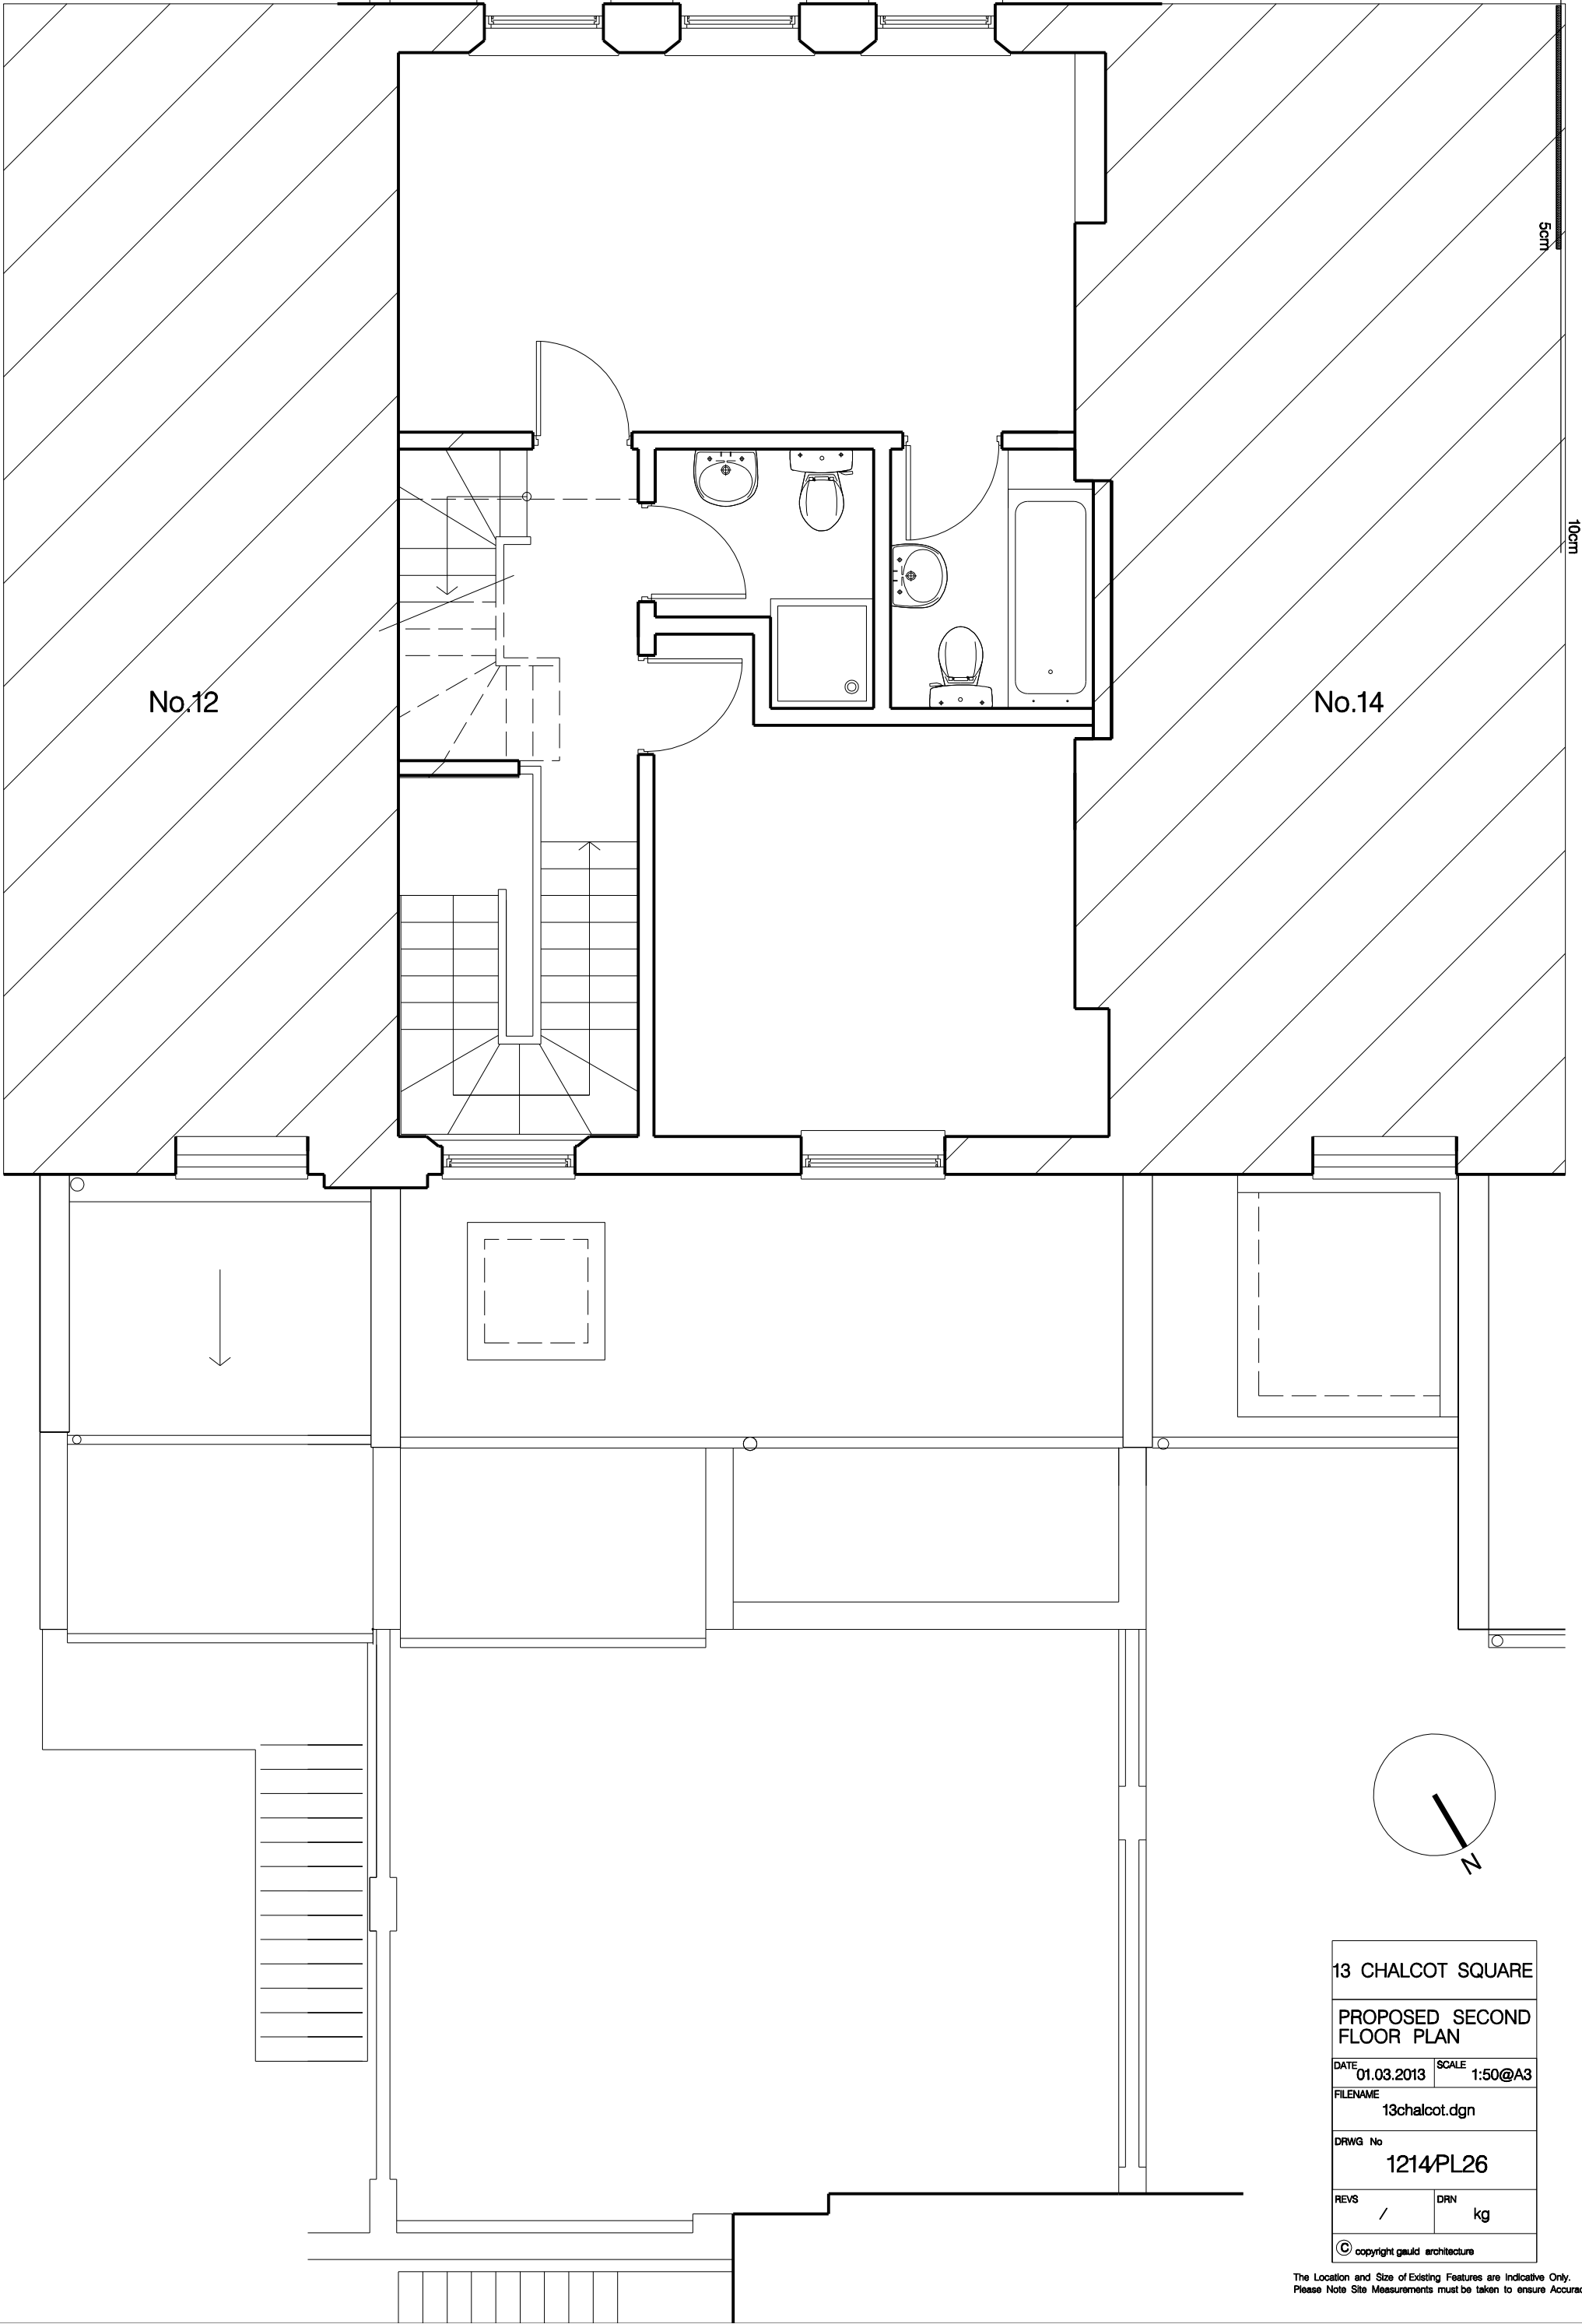 5cm
10cm
No.12
No.14
N
13 CHALCOT SQUARE
PROPOSED SECOND
FLOOR PLAN
DATE 01.03.2013 SCALE 1:50@A3
FILENAME
13chalcot.dgn
DRWG No
1214/PL26
REVS / DRN kg
© copyright gauld architecture
The Location and Size of Existing Features are Indicative Only.
Please Note Site Measurements must be taken to ensure